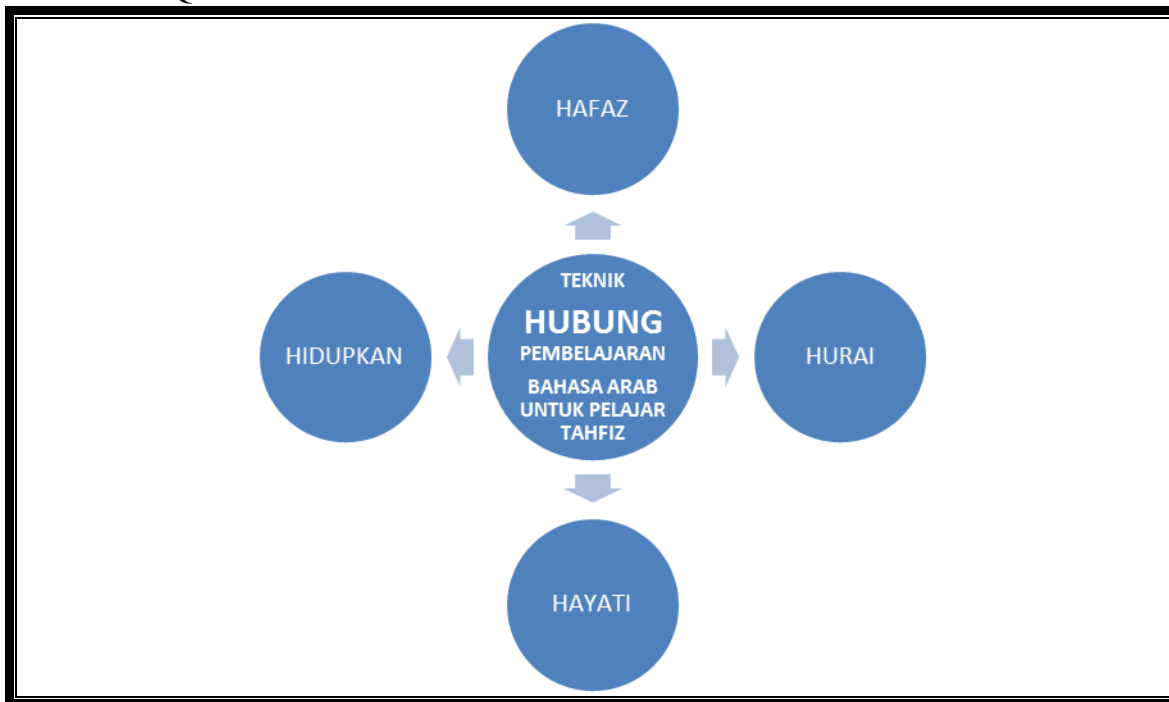 HAFAZ
TEKNIK
HUBUNG
PEMBELAJARAN
BAHASA ARAB
UNTUK PELAJAR
TAHFIZ
HIDUPKAN
HURAI
HAYATI